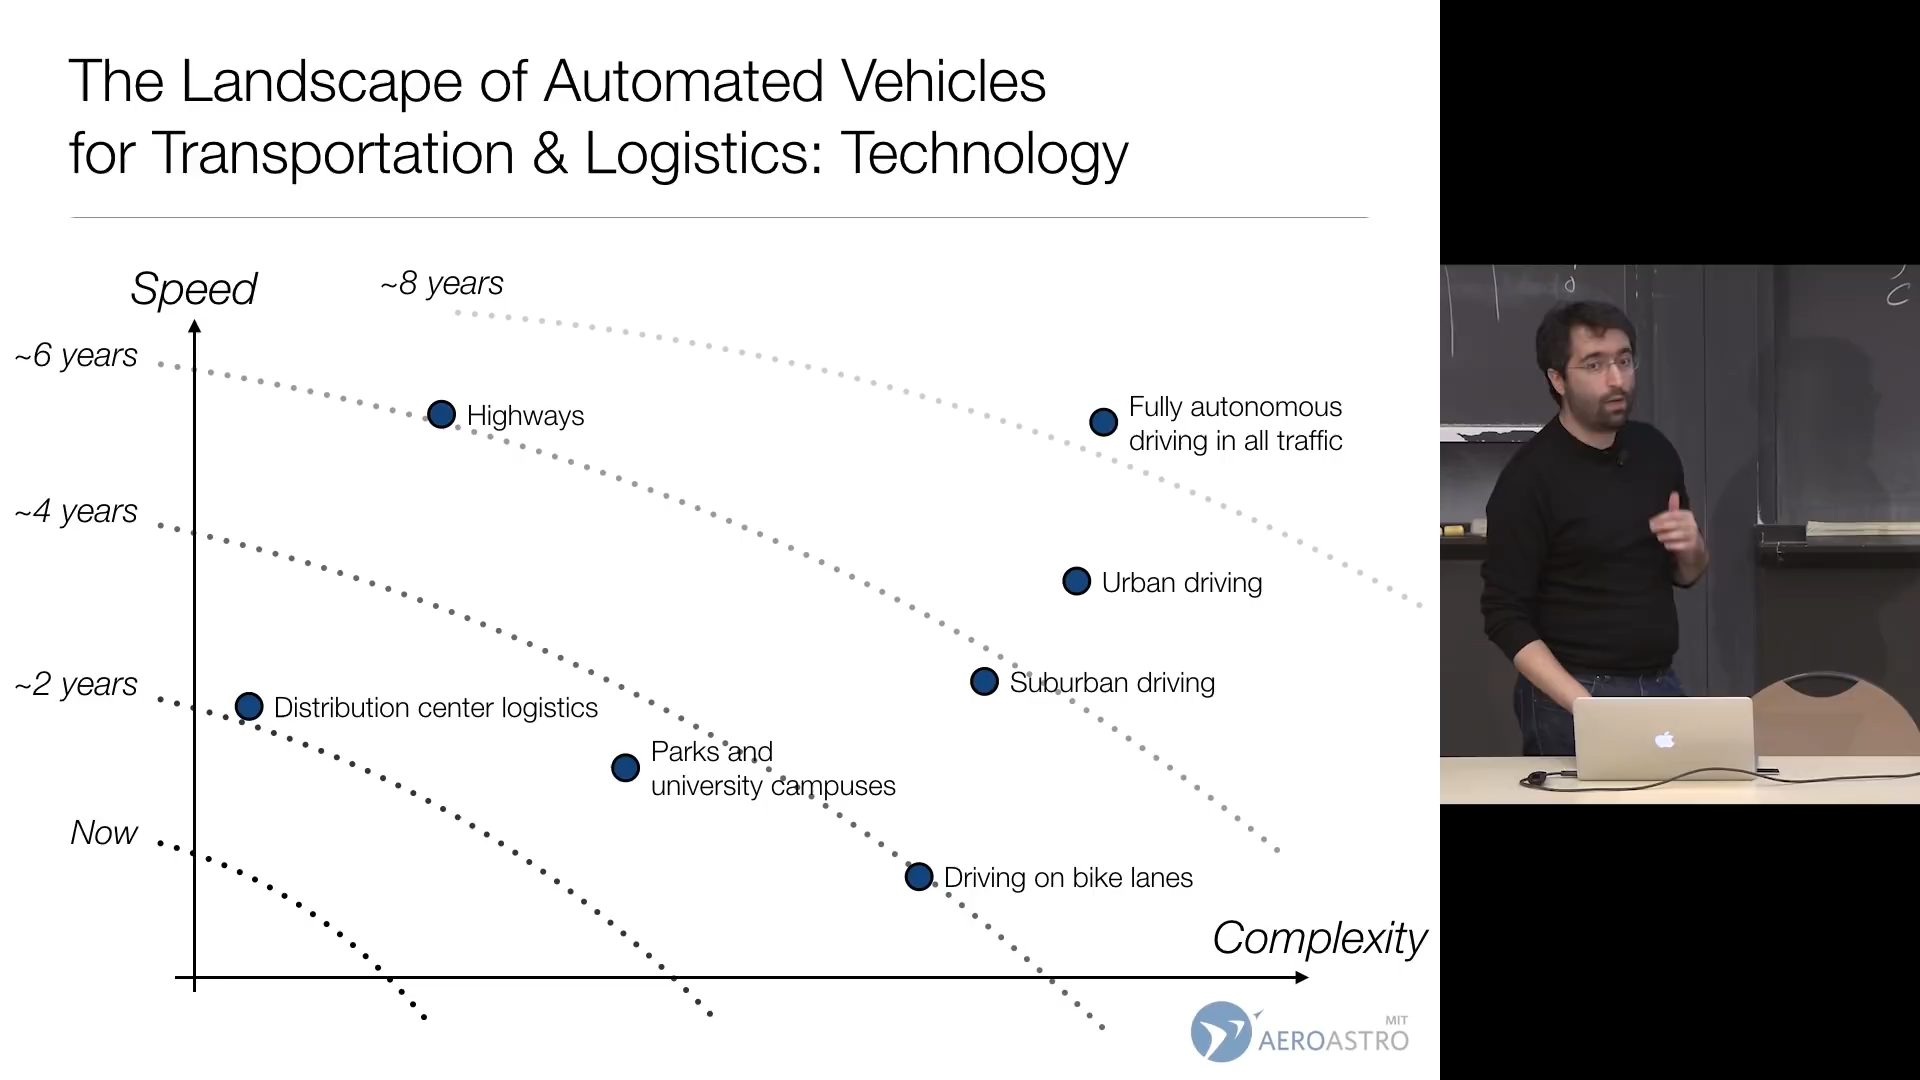 The Landscape of Automated Vehicles
for Transportation & Logistics: Technology
Speed
~8 years
~6 years
Highways
Fully autonomous
driving in all traffic
~4 years
Urban driving
~2 years
Suburban driving
Distribution center logistics
Parks and
university campuses
Now
Driving on bike lanes
Complexity
MIT
AEROASTRO